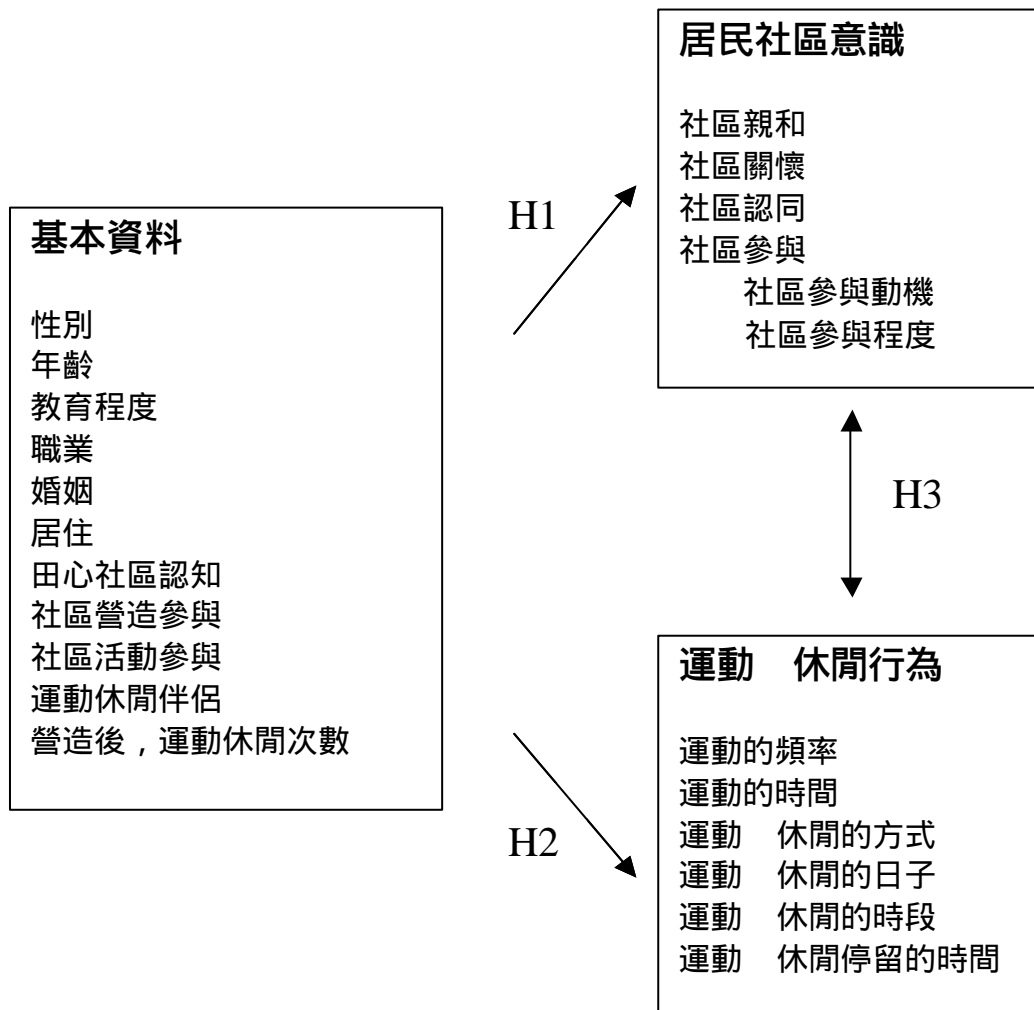 基本資料
性別
年齡
教育程度
職業
婚姻
居住
田心社區認知
社區營造參與
社區活動參與
運動休閒伴侶
營造後，運動休閒次數
H1
H2
居民社區意識
社區親和
社區關懷
社區認同
社區參與
社區參與動機
社區參與程度
H3
運動　休閒行為
運動的頻率
運動的時間
運動　休閒的方式
運動　休閒的日子
運動　休閒的時段
運動　休閒停留的時間